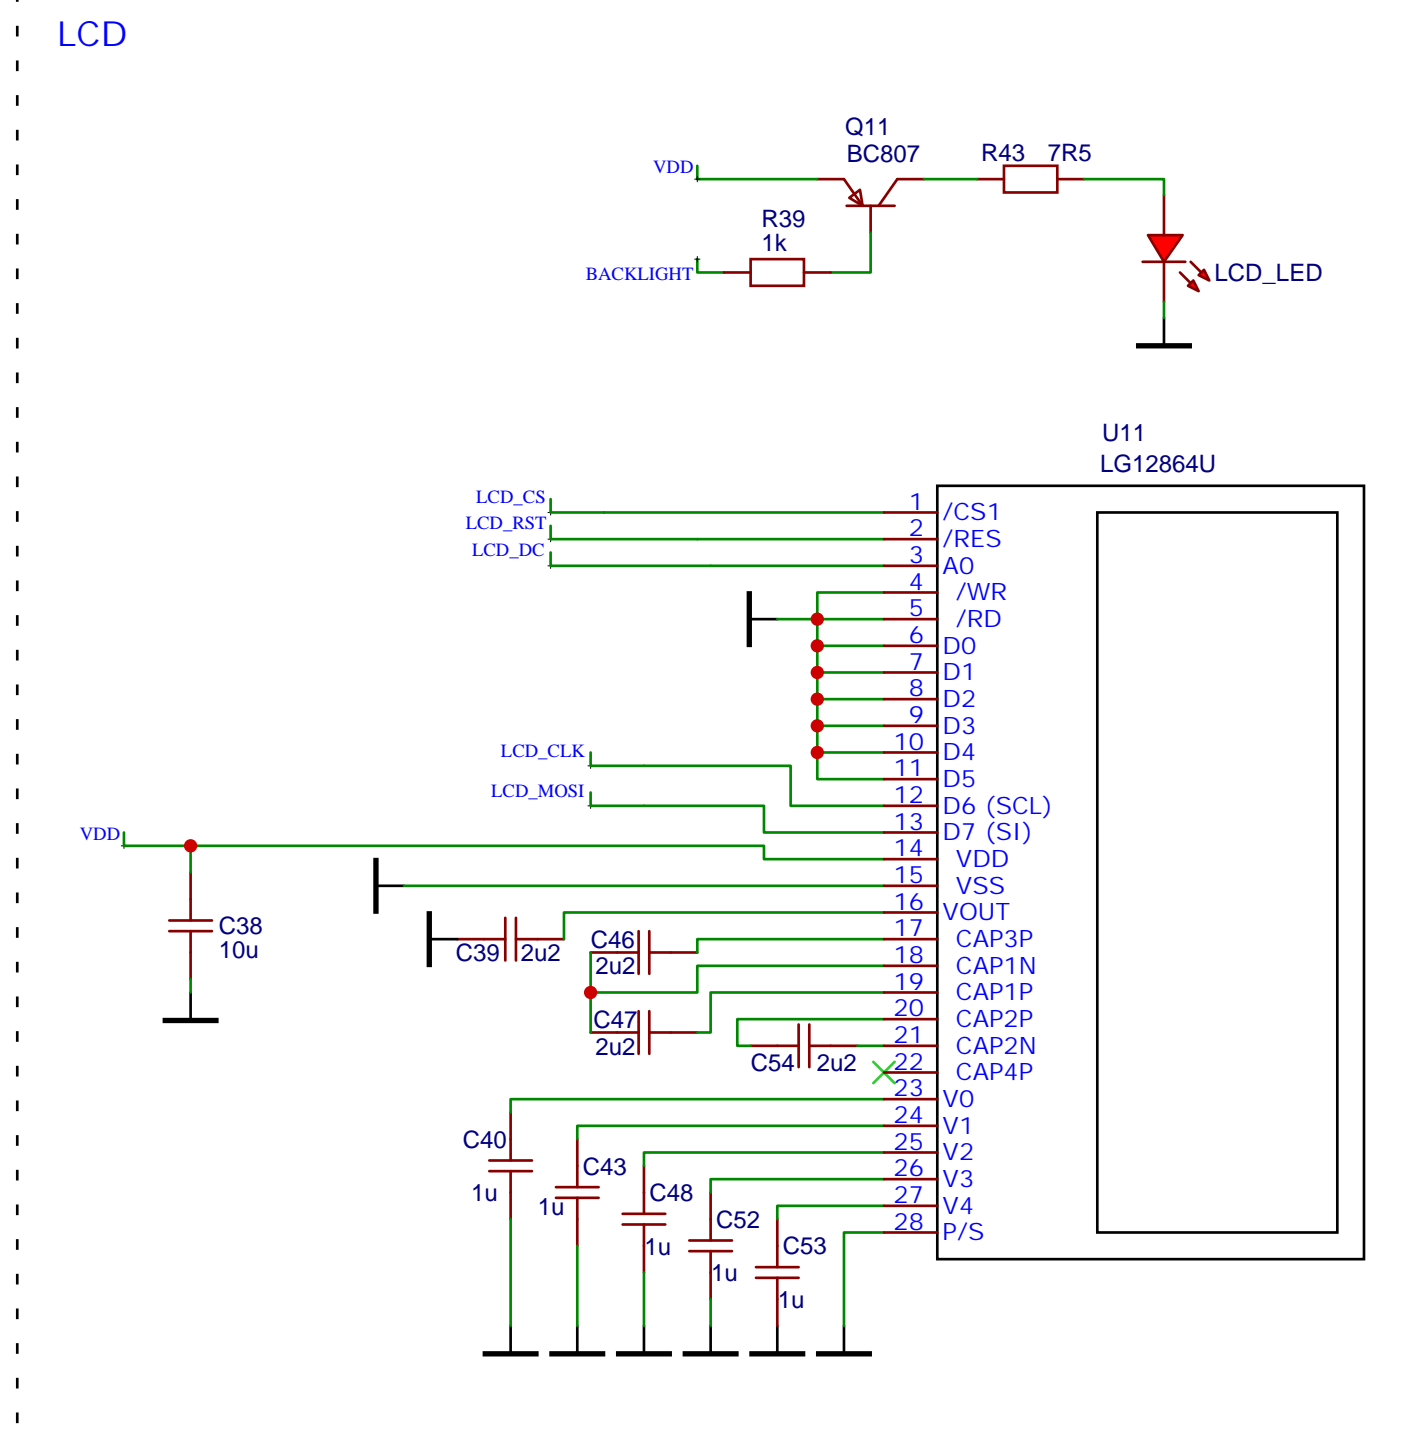 LCD
Q11
BC807
R43 7R5
VDD
R39
1k
BACKLIGHT
LCD_LED
U11
LG12864U
LCD_CS
1 /CS1
LCD_RST
2 /RES
LCD_DC
3 A0
4 /WR
5 /RD
6 D0
7 D1
8 D2
9 D3
10 D4
11 D5
LCD_CLK
12 D6 (SCL)
LCD_MOSI
13 D7 (SI)
VDD
14 VDD
15 VSS
16 VOUT
C38
10u
C39 2u2
17 CAP3P
C46
2u2
18 CAP1N
19 CAP1P
C47
2u2
20 CAP2P
21 CAP2N
C54 2u2
22 CAP4P
23 V0
24 V1
25 V2
26 V3
27 V4
28 P/S
C40
1u
C43
1u
C48
1u
C52
1u
C53
1u